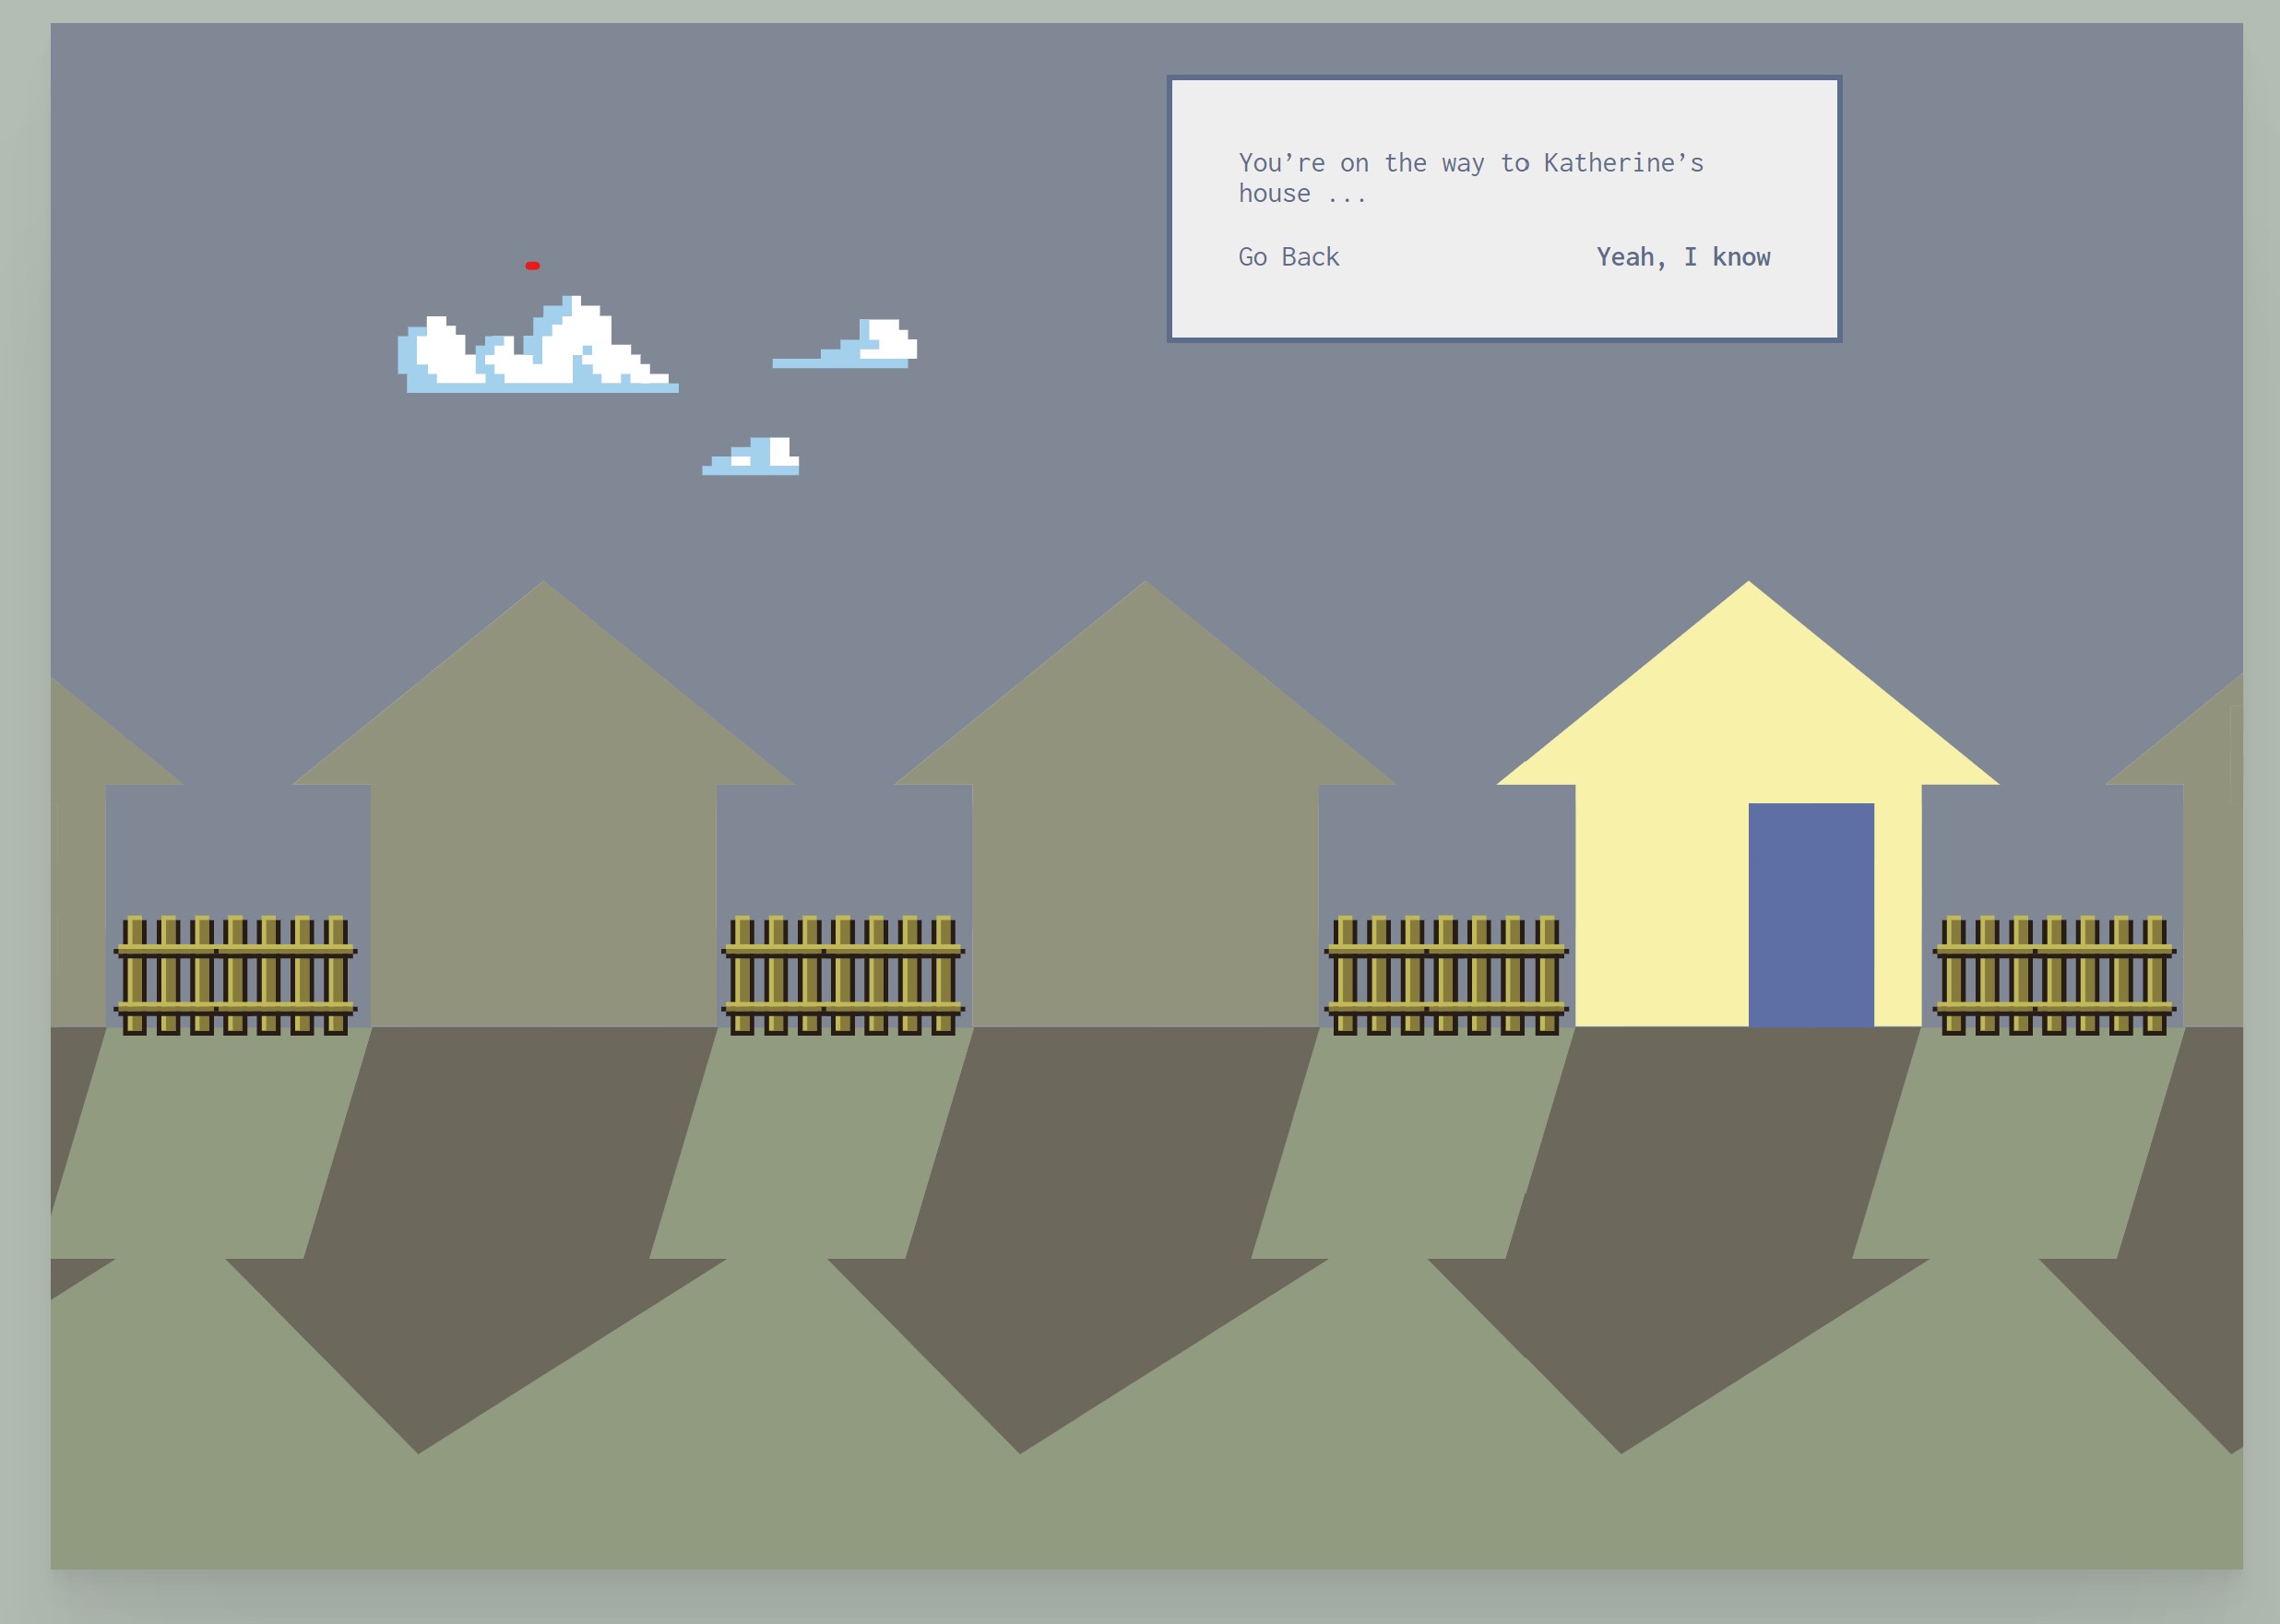 You’re on the way to Katherine’s
house ...
Go Back
Yeah, I know